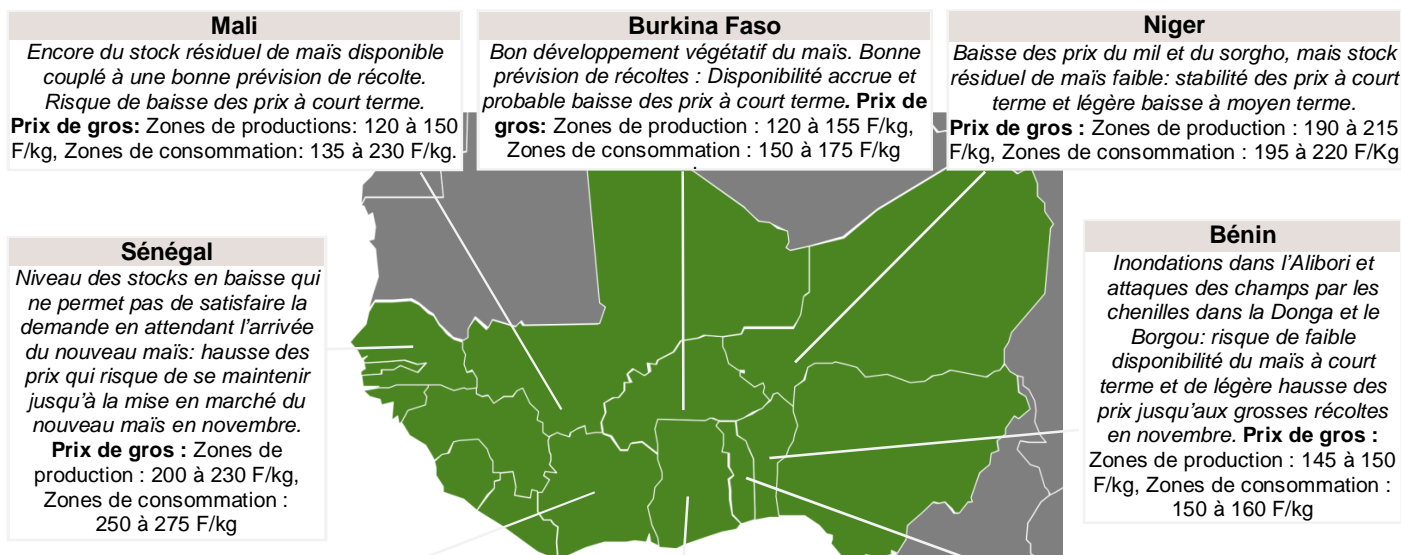 Mali
Encore du stock résiduel de maïs disponible
couplé à une bonne prévision de récolte.
Risque de baisse des prix à court terme.
Prix de gros: Zones de productions: 120 à 150
F/kg, Zones de consommation: 135 à 230 F/kg.
Burkina Faso
Bon développement végétatif du maïs. Bonne
prévision de récoltes : Disponibilité accrue et
probable baisse des prix à court terme. Prix de
gros: Zones de production : 120 à 155 F/kg,
Zones de consommation : 150 à 175 F/kg
Niger
Baisse des prix du mil et du sorgho, mais stock
résiduel de maïs faible: stabilité des prix à court
terme et légère baisse à moyen terme.
Prix de gros : Zones de production : 190 à 215
F/kg, Zones de consommation : 195 à 220 F/Kg
Sénégal
Niveau des stocks en baisse qui
ne permet pas de satisfaire la
demande en attendant l'arrivée
du nouveau maïs: hausse des
prix qui risque de se maintenir
jusqu'à la mise en marché du
nouveau maïs en novembre.
Prix de gros : Zones de
production : 200 à 230 F/kg,
Zones de consommation :
250 à 275 F/kg
Bénin
Inondations dans l'Alibori et
attaques des champs par les
chenilles dans la Donga et le
Borgou: risque de faible
disponibilité du maïs à court
terme et de légère hausse des
prix jusqu'aux grosses récoltes
en novembre. Prix de gros :
Zones de production : 145 à 150
F/kg, Zones de consommation :
150 à 160 F/kg